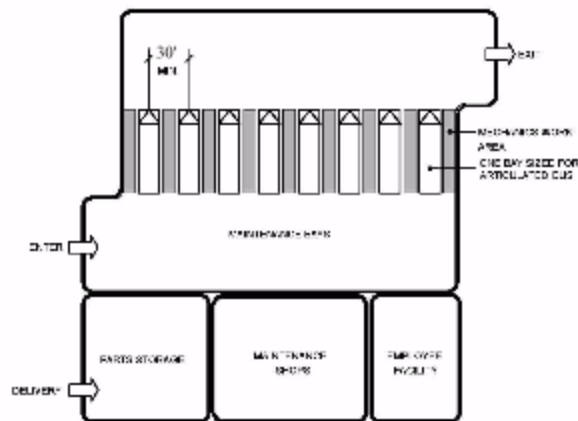 30'
MIN.
EXIT
MECHANICS WORK
AREA
ONE BAY SIZED FOR
ARTICULATED BUS
MAINTENANCE BAYS
ENTER
PARTS STORAGE
MAINTENANCE
SHOPS
EMPLOYEE
FACILITY
DELIVERY